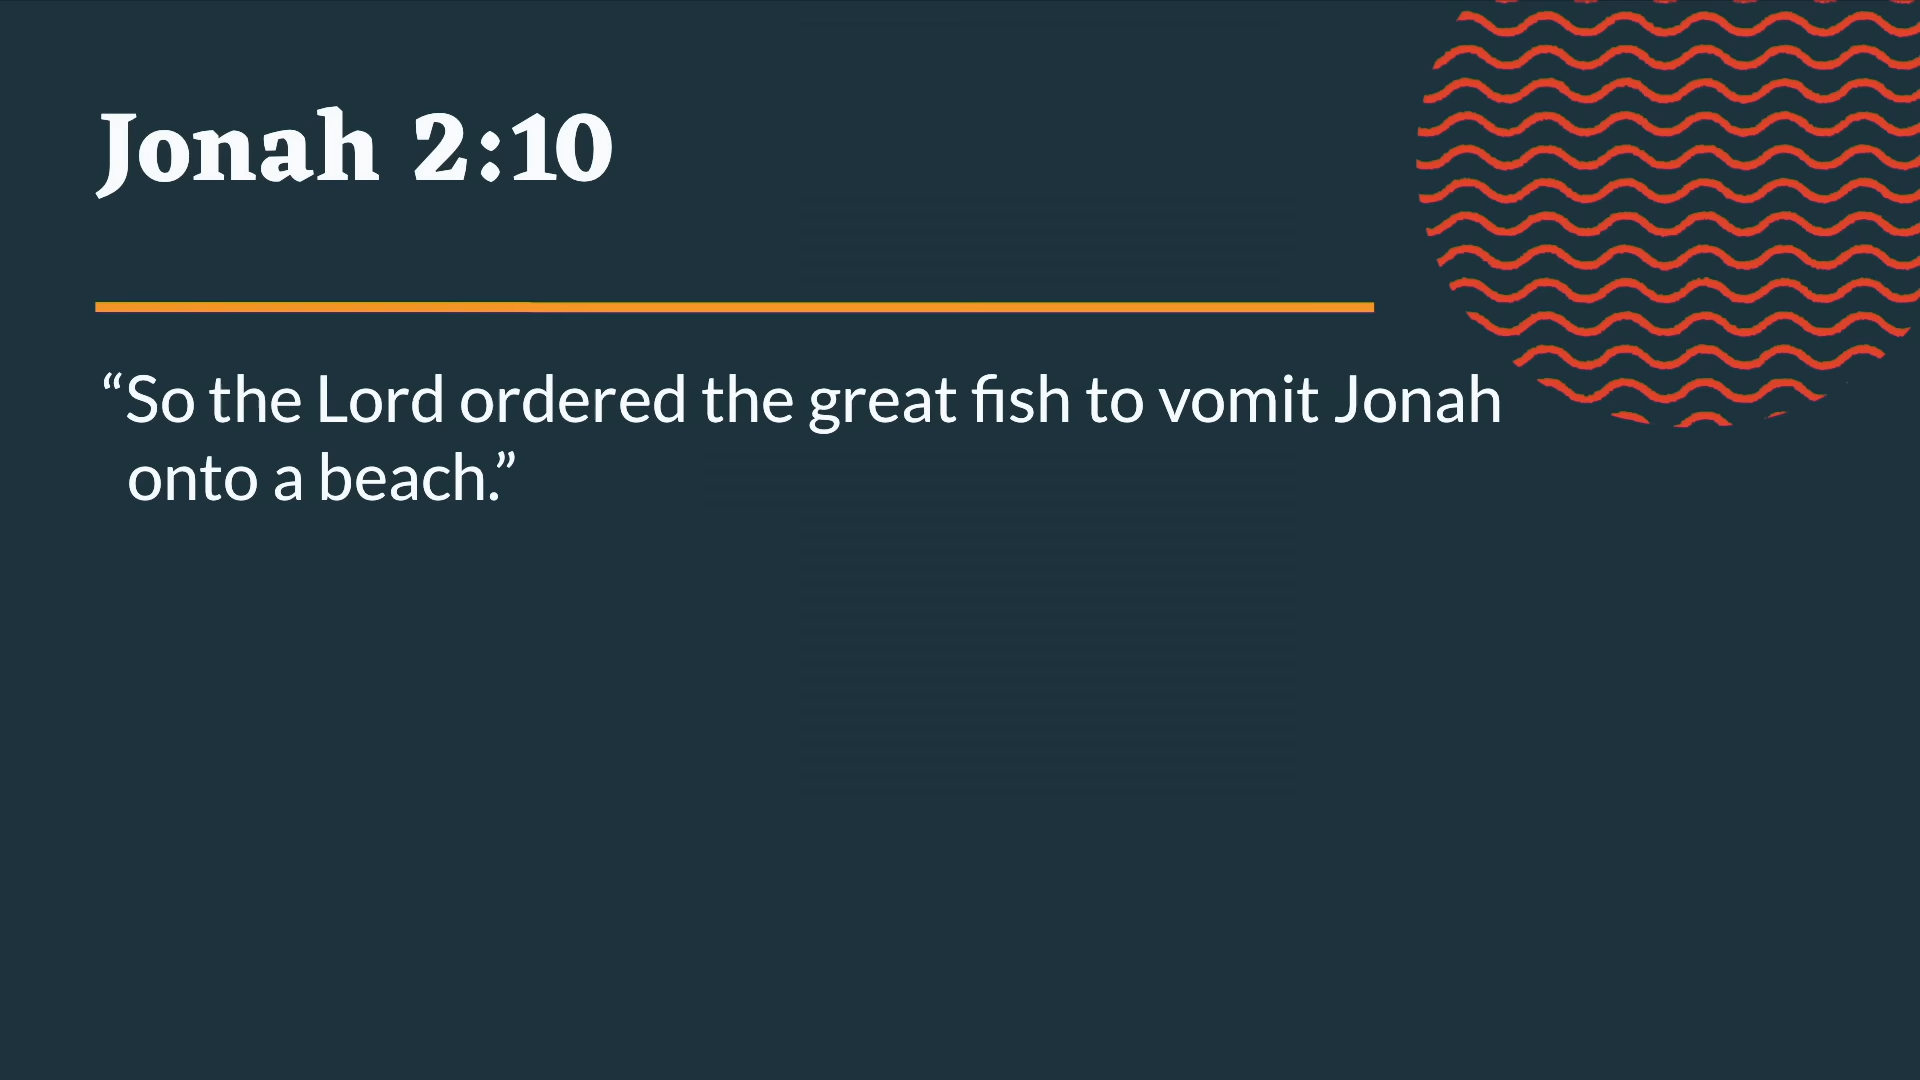 Jonah 2:10
“So the Lord ordered the great fish to vomit Jonah
onto a beach.”